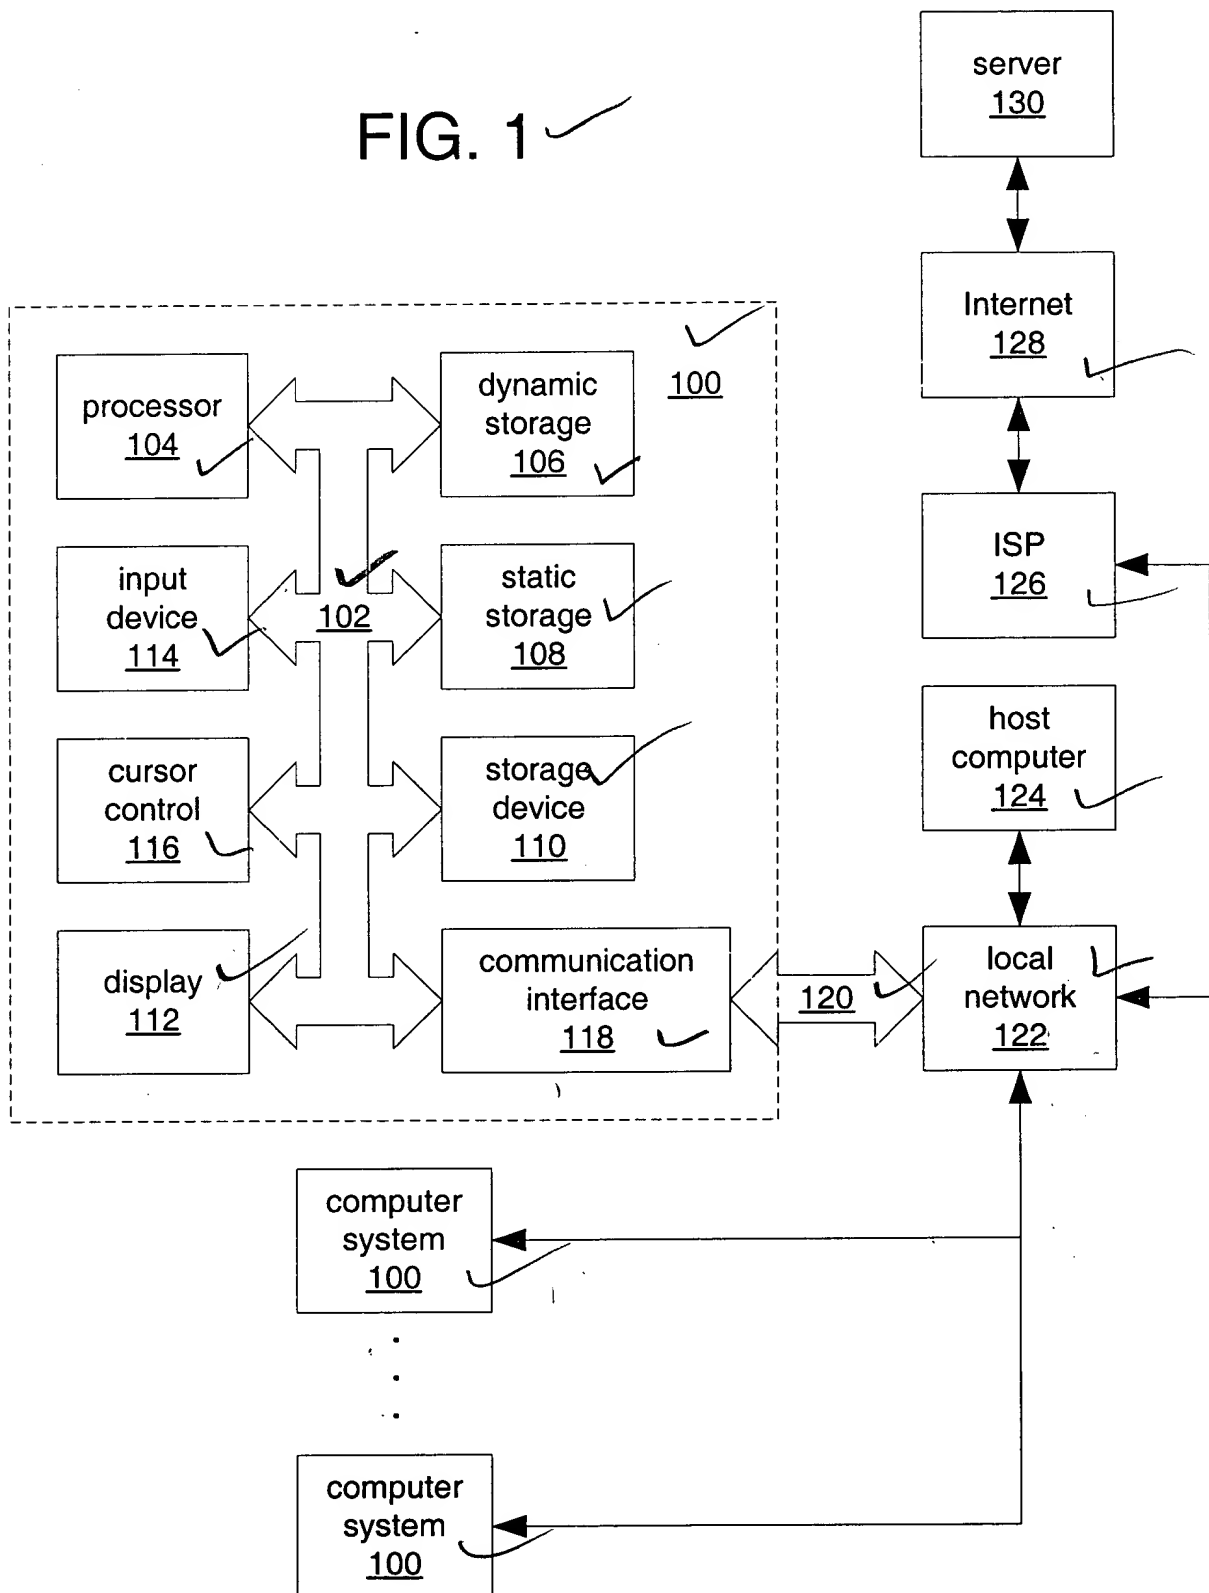 FIG. 1
server
130
Internet
128
ISP
126
host
computer
124
local
network
122
100
processor
104
dynamic
storage
106
input
device
114
102
static
storage
108
cursor
control
116
storage
device
110
display
112
communication
interface
118
120
computer
system
100
computer
system
100